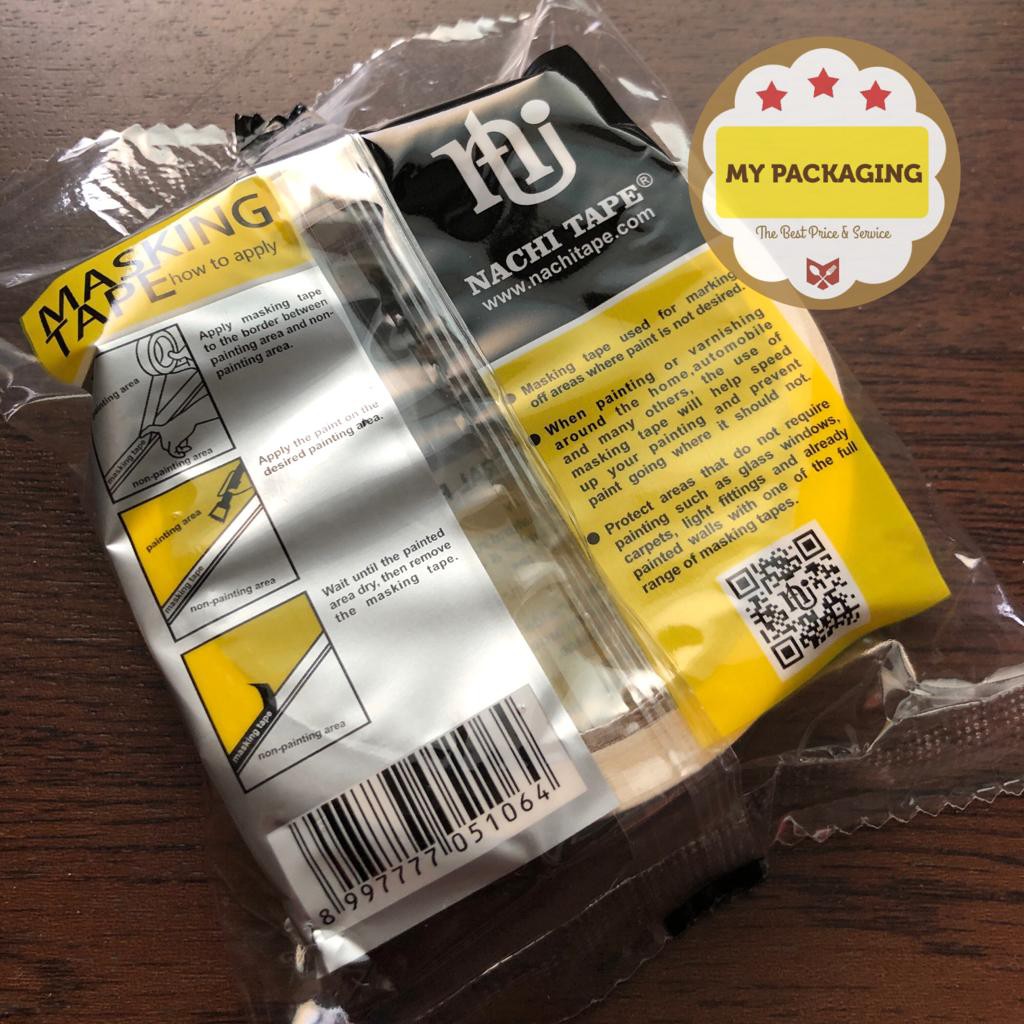 MASKING
TAPE how to apply
Apply masking tape
to the border between
painting area and non-
painting area.
painting area
masking tape
non-painting area
Apply the paint on the
desired painting area.
painting area
masking tape
non-painting area
Wait until the painted
area dry, then remove
the masking tape.
masking tape
non-painting area
8 997777 051064
NACHI TAPE®
www.nachitape.com
• Masking tape used for marking
off areas where paint is not desired.
• When painting or varnishing
around the home,automobile
and many others, the use of
masking tape will help speed
up your painting and prevent
paint going where it should not.
• Protect areas that do not require
painting such as glass windows,
carpets, light fittings and already
painted walls with one of the full
range of masking tapes.
MY PACKAGING
The Best Price & Service